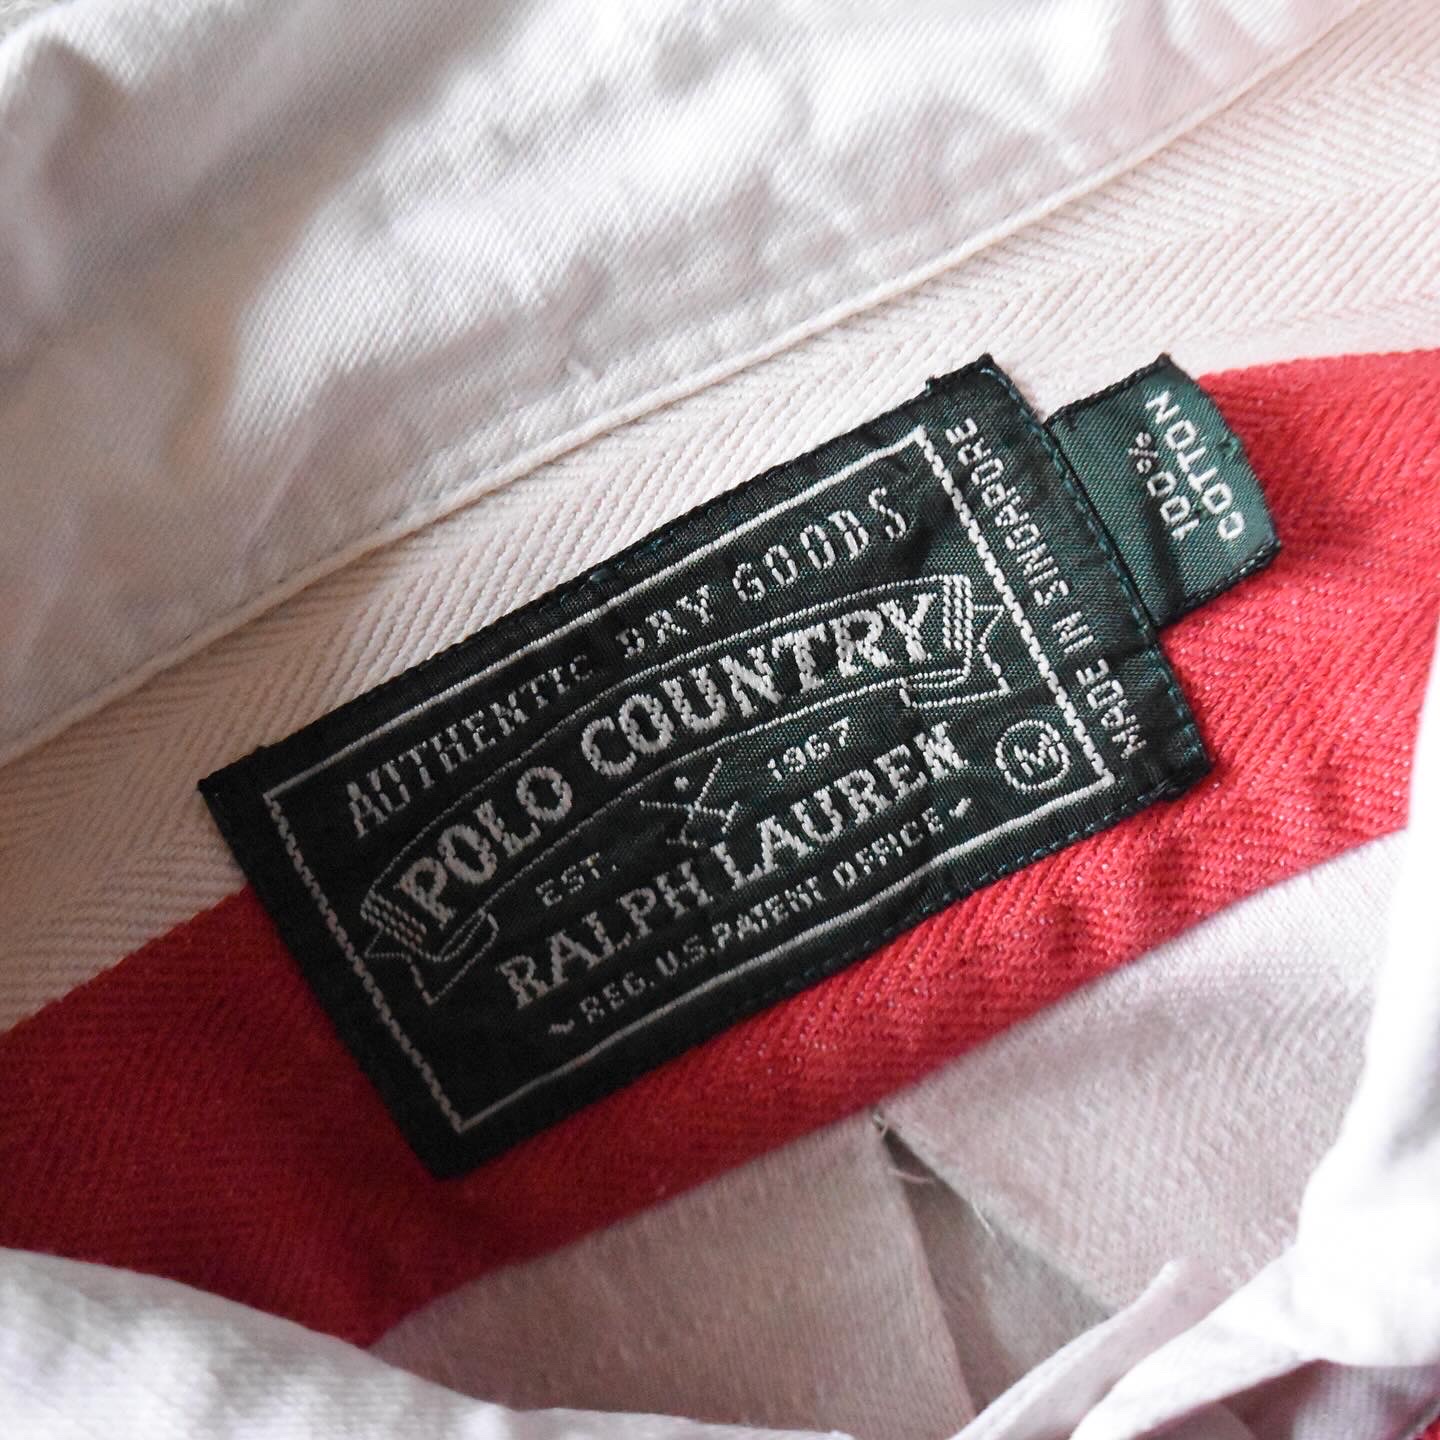 AUTHENTIC DRY GOODS
POLO COUNTRY
EST. 1967
RALPH LAUREN
~REG. U.S. PATENT OFFICE~
M
MADE IN SINGAPORE
100%
COTTON